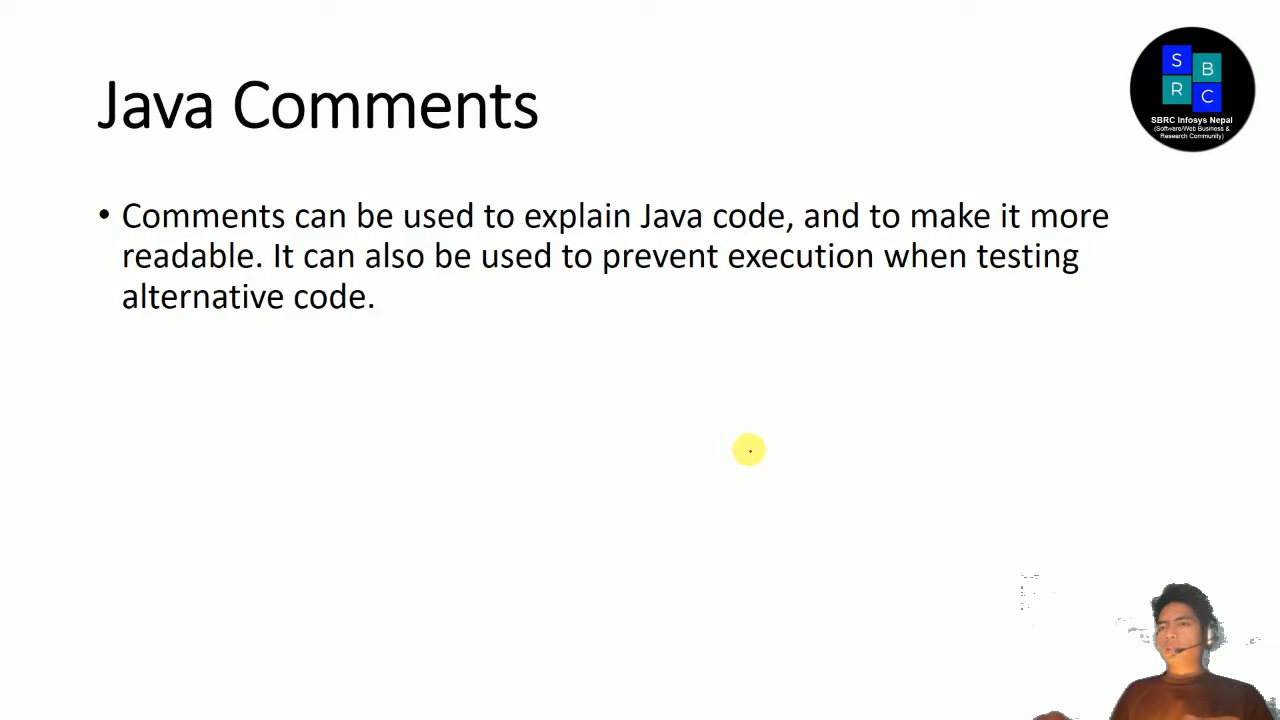 Java Comments
S
B
R
C
SBRC Infosys Nepal
(Software/Web Business &
Research Community)
• Comments can be used to explain Java code, and to make it more
readable. It can also be used to prevent execution when testing
alternative code.